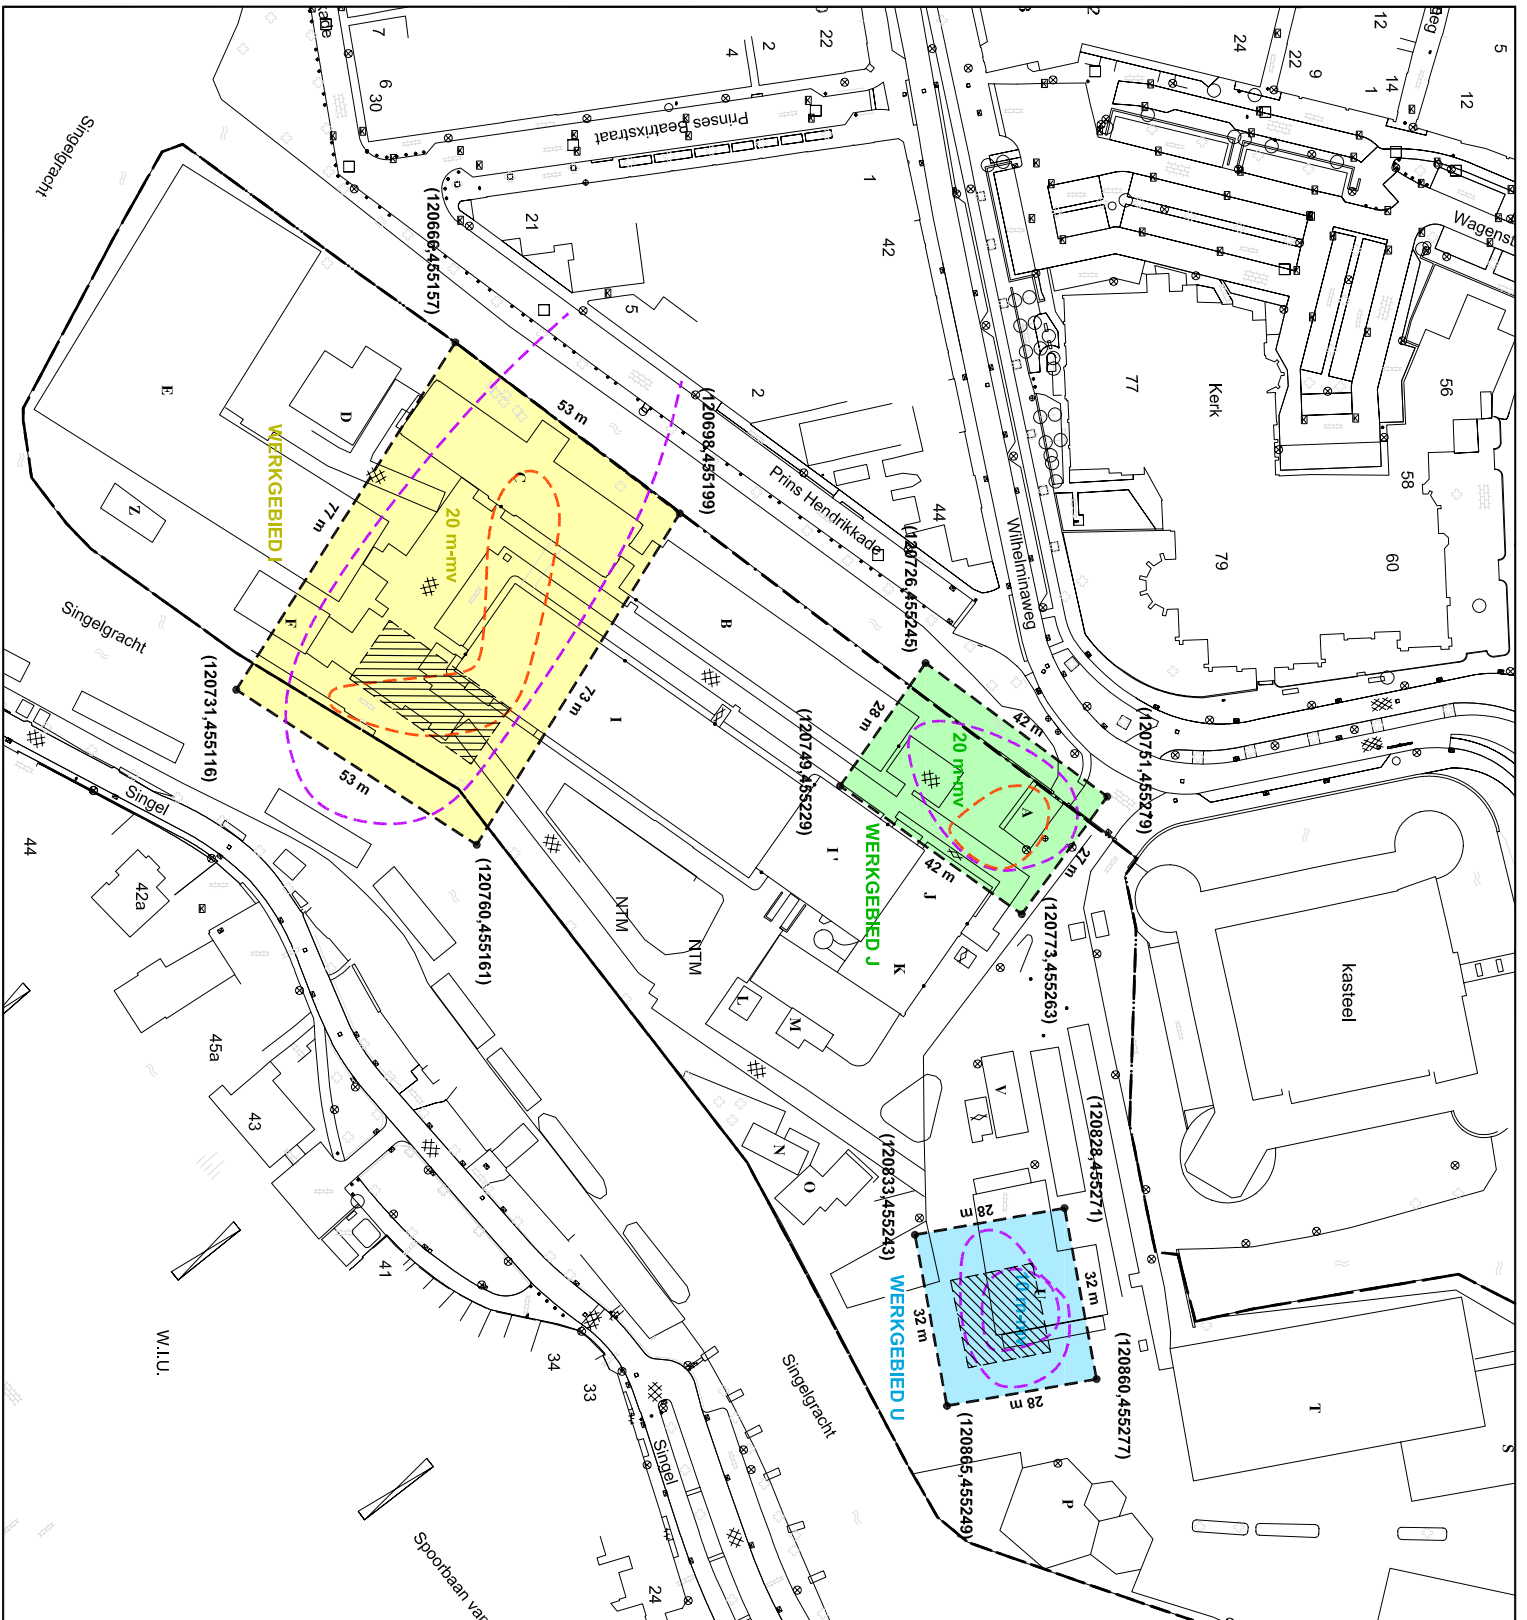 7
6
30
4
2
22
24
22
9
14
1
12
12
5
Singelgracht
Prinses Beatrixstraat
21
1
42
5
2
44
77
Kerk
79
56
58
60
Wilhelminaweg
Prins Hendrikkade
(120666,455157)
(120698,455199)
53 m
77 m
73 m
53 m
20 m-mv
WERKGEBIED I
(120731,455116)
(120760,455161)
E
D
C
Z
F
B
I
I'
J
K
L
M
N
O
V
A
U
T
S
P
(120726,455245)
(120751,455279)
(120749,455229)
(120773,455263)
42 m
28 m
27 m
42 m
20 m-mv
WERKGEBIED J
kasteel
(120828,455271)
(120833,455243)
(120860,455277)
(120865,455249)
28 m
32 m
32 m
28 m
10 m-mv
WERKGEBIED U
NTM
NTM
Singelgracht
Singel
44
42a
45a
43
41
34
33
24
W.I.U.
Singelgracht
Singel